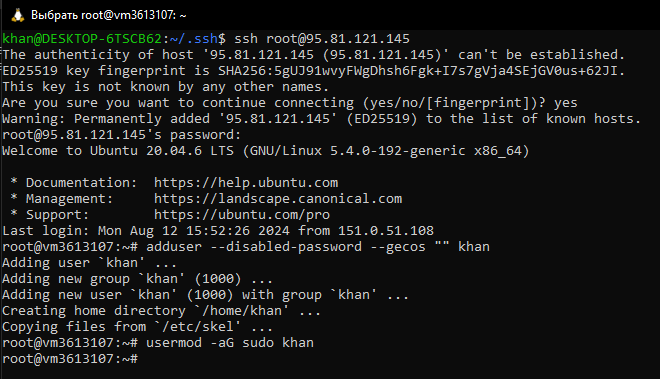 Выбрать root@vm3613107: ~
khan@DESKTOP-6TSCB62:~/.ssh$ ssh root@95.81.121.145
The authenticity of host '95.81.121.145 (95.81.121.145)' can't be established.
ED25519 key fingerprint is SHA256:5gUJ91wvyFWgDhsh6Fgk+I7s7gVja4SEjGV0us+62JI.
This key is not known by any other names.
Are you sure you want to continue connecting (yes/no/[fingerprint])? yes
Warning: Permanently added '95.81.121.145' (ED25519) to the list of known hosts.
root@95.81.121.145's password:
Welcome to Ubuntu 20.04.6 LTS (GNU/Linux 5.4.0-192-generic x86_64)
* Documentation:  https://help.ubuntu.com
* Management:     https://landscape.canonical.com
* Support:        https://ubuntu.com/pro
Last login: Mon Aug 12 15:52:26 2024 from 151.0.51.108
root@vm3613107:~# adduser --disabled-password --gecos "" khan
Adding user `khan' ...
Adding new group `khan' (1000) ...
Adding new user `khan' (1000) with group `khan' ...
Creating home directory `/home/khan' ...
Copying files from `/etc/skel' ...
root@vm3613107:~# usermod -aG sudo khan
root@vm3613107:~#